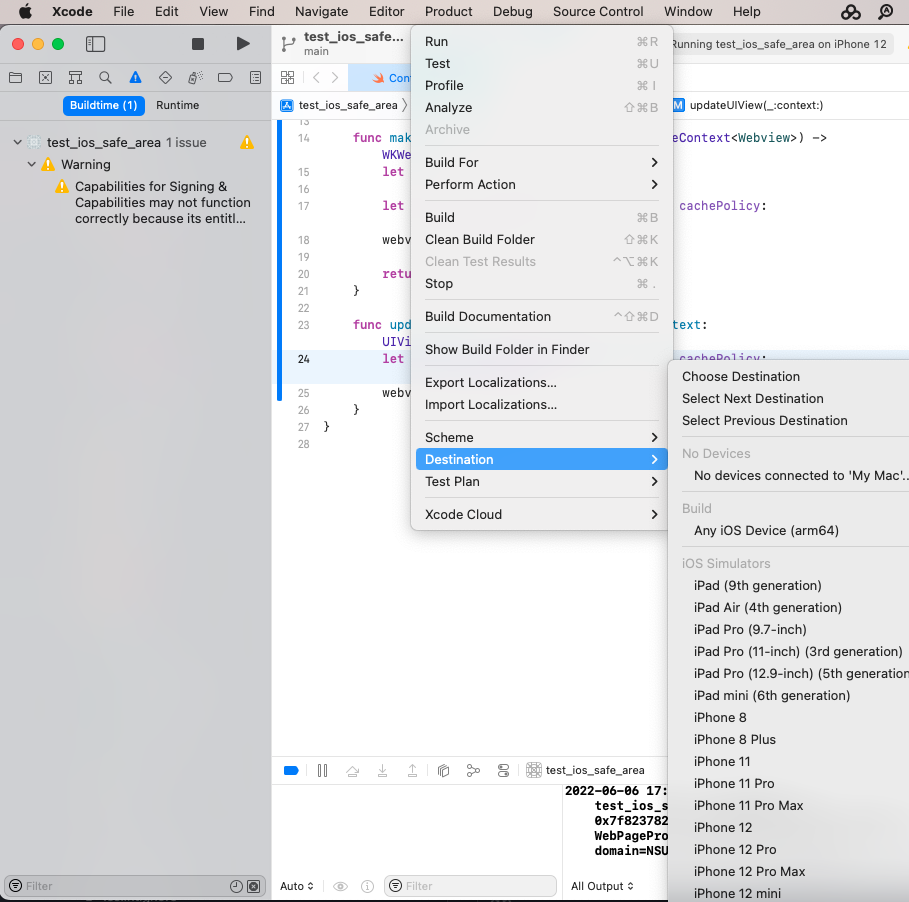 Xcode File Edit View Find Navigate Editor Product Debug Source Control Window Help
test_ios_safe...
main
Running test_ios_safe_area on iPhone 12
Buildtime (1) Runtime
test_ios_safe_area 1 issue
Warning
Capabilities for Signing &
Capabilities may not function
correctly because its entitl...
Filter
test_ios_safe_area
M updateUIView(_:context:)
13
14 func mak
eContext<Webview>) ->
WKWe
15 let
16
17 let
cachePolicy:
18 webv
19
20 retu
21 }
22
23 func upd
text:
UIVi
24 let
cachePolicy:
25 webv
26 }
27 }
28
Run ⌘R
Test ⌘U
Profile ⌘I
Analyze ⇧⌘B
Archive
Build For
Perform Action
Build ⌘B
Clean Build Folder ⇧⌘K
Clean Test Results ^⌥⌘K
Stop ⌘.
Build Documentation ^⇧⌘D
Show Build Folder in Finder
Export Localizations...
Import Localizations...
Scheme
Destination
Test Plan
Xcode Cloud
Choose Destination
Select Next Destination
Select Previous Destination
No Devices
No devices connected to 'My Mac'..
Build
Any iOS Device (arm64)
iOS Simulators
iPad (9th generation)
iPad Air (4th generation)
iPad Pro (9.7-inch)
iPad Pro (11-inch) (3rd generation)
iPad Pro (12.9-inch) (5th generation
iPad mini (6th generation)
iPhone 8
iPhone 8 Plus
iPhone 11
iPhone 11 Pro
iPhone 11 Pro Max
iPhone 12
iPhone 12 Pro
iPhone 12 Pro Max
iPhone 12 mini
test_ios_safe_area
2022-06-06 17:
test_ios_s
0x7f823782
WebPagePro
domain=NSU
Auto
Filter
All Output